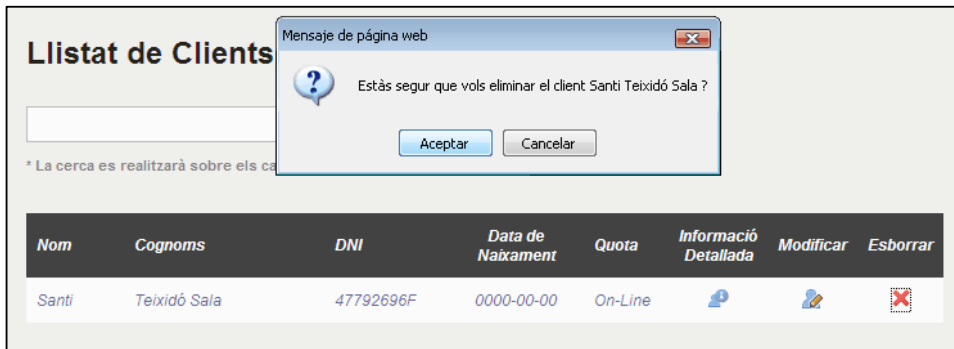 Llistat de Clients
Mensaje de página web
Estàs segur que vols eliminar el client Santi Teixidó Sala ?
Aceptar Cancelar
* La cerca es realitzarà sobre els ca
Nom Cognoms DNI Data de Naixament Quota Informació Detallada Modificar Esborrar
Santi Teixidó Sala 47792696F 0000-00-00 On-Line